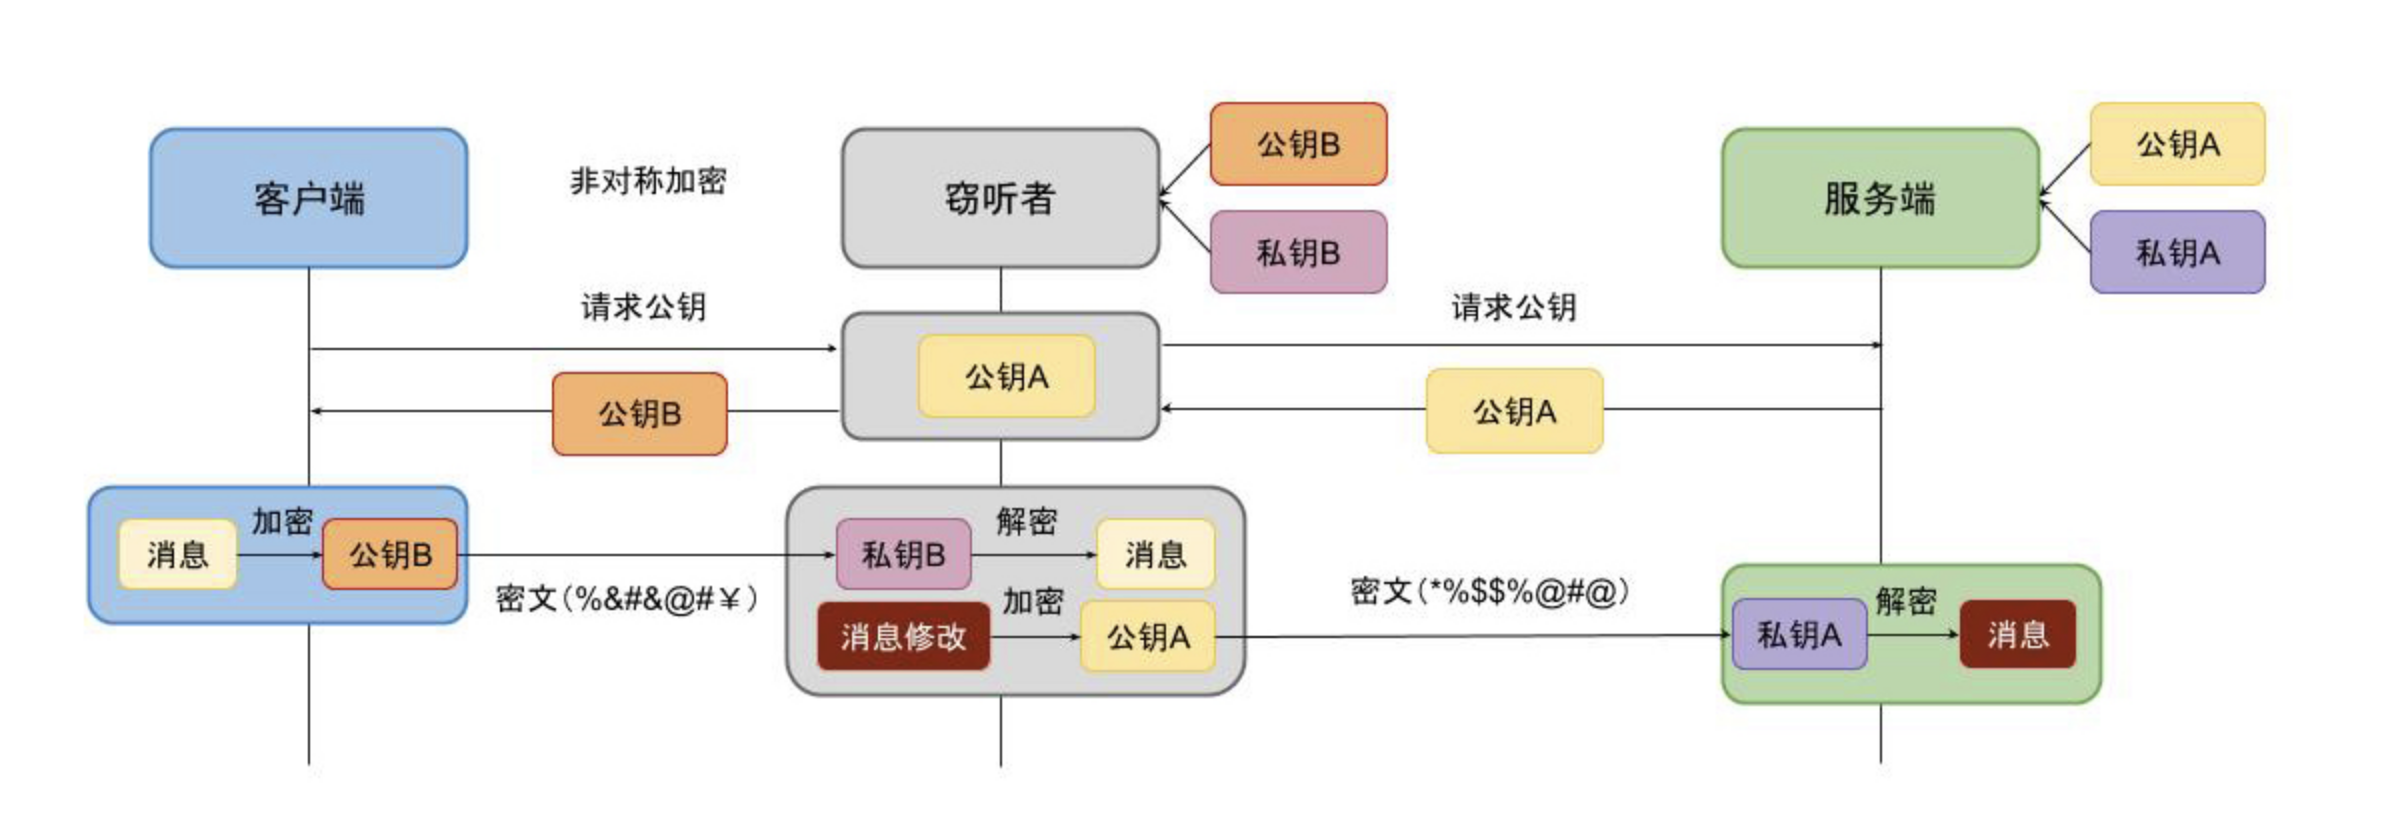 公钥B
公钥A
客户端
非对称加密
窃听者
服务端
私钥B
私钥A
请求公钥
请求公钥
公钥A
公钥B
公钥A
加密
解密
消息
公钥B
私钥B
消息
密文(%&#&@#¥)
加密
密文(*%$$%@#@)
解密
消息修改
公钥A
私钥A
消息